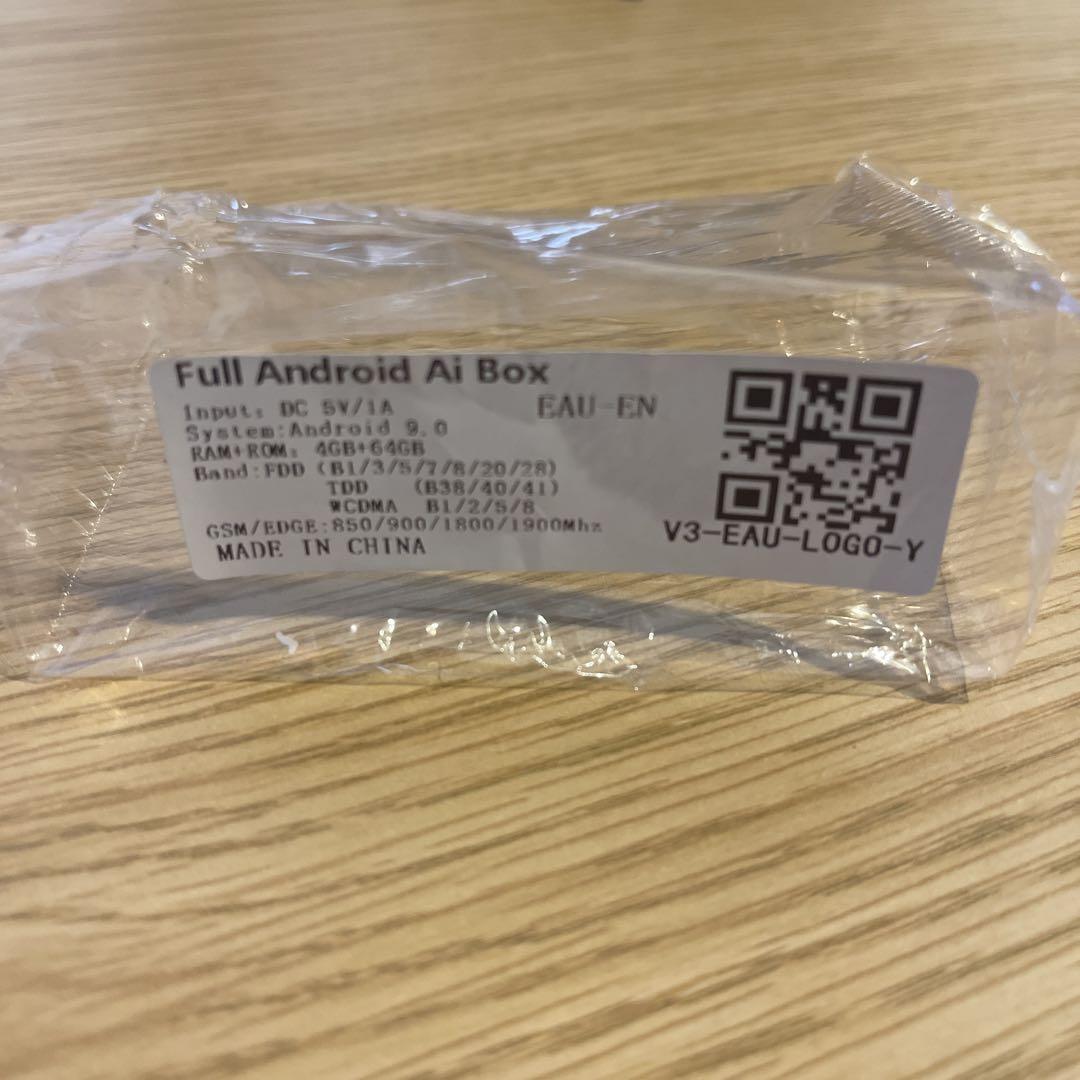 Full Android Ai Box
Input: DC 5V/1A EAU-EN
System:Android 9.0
RAM+ROM: 4GB+64GB
Band:FDD (B1/3/5/7/8/20/28)
TDD (B38/40/41)
WCDMA B1/2/5/8
GSM/EDGE:850/900/1800/1900Mhz
MADE IN CHINA
V3-EAU-LOGO-Y